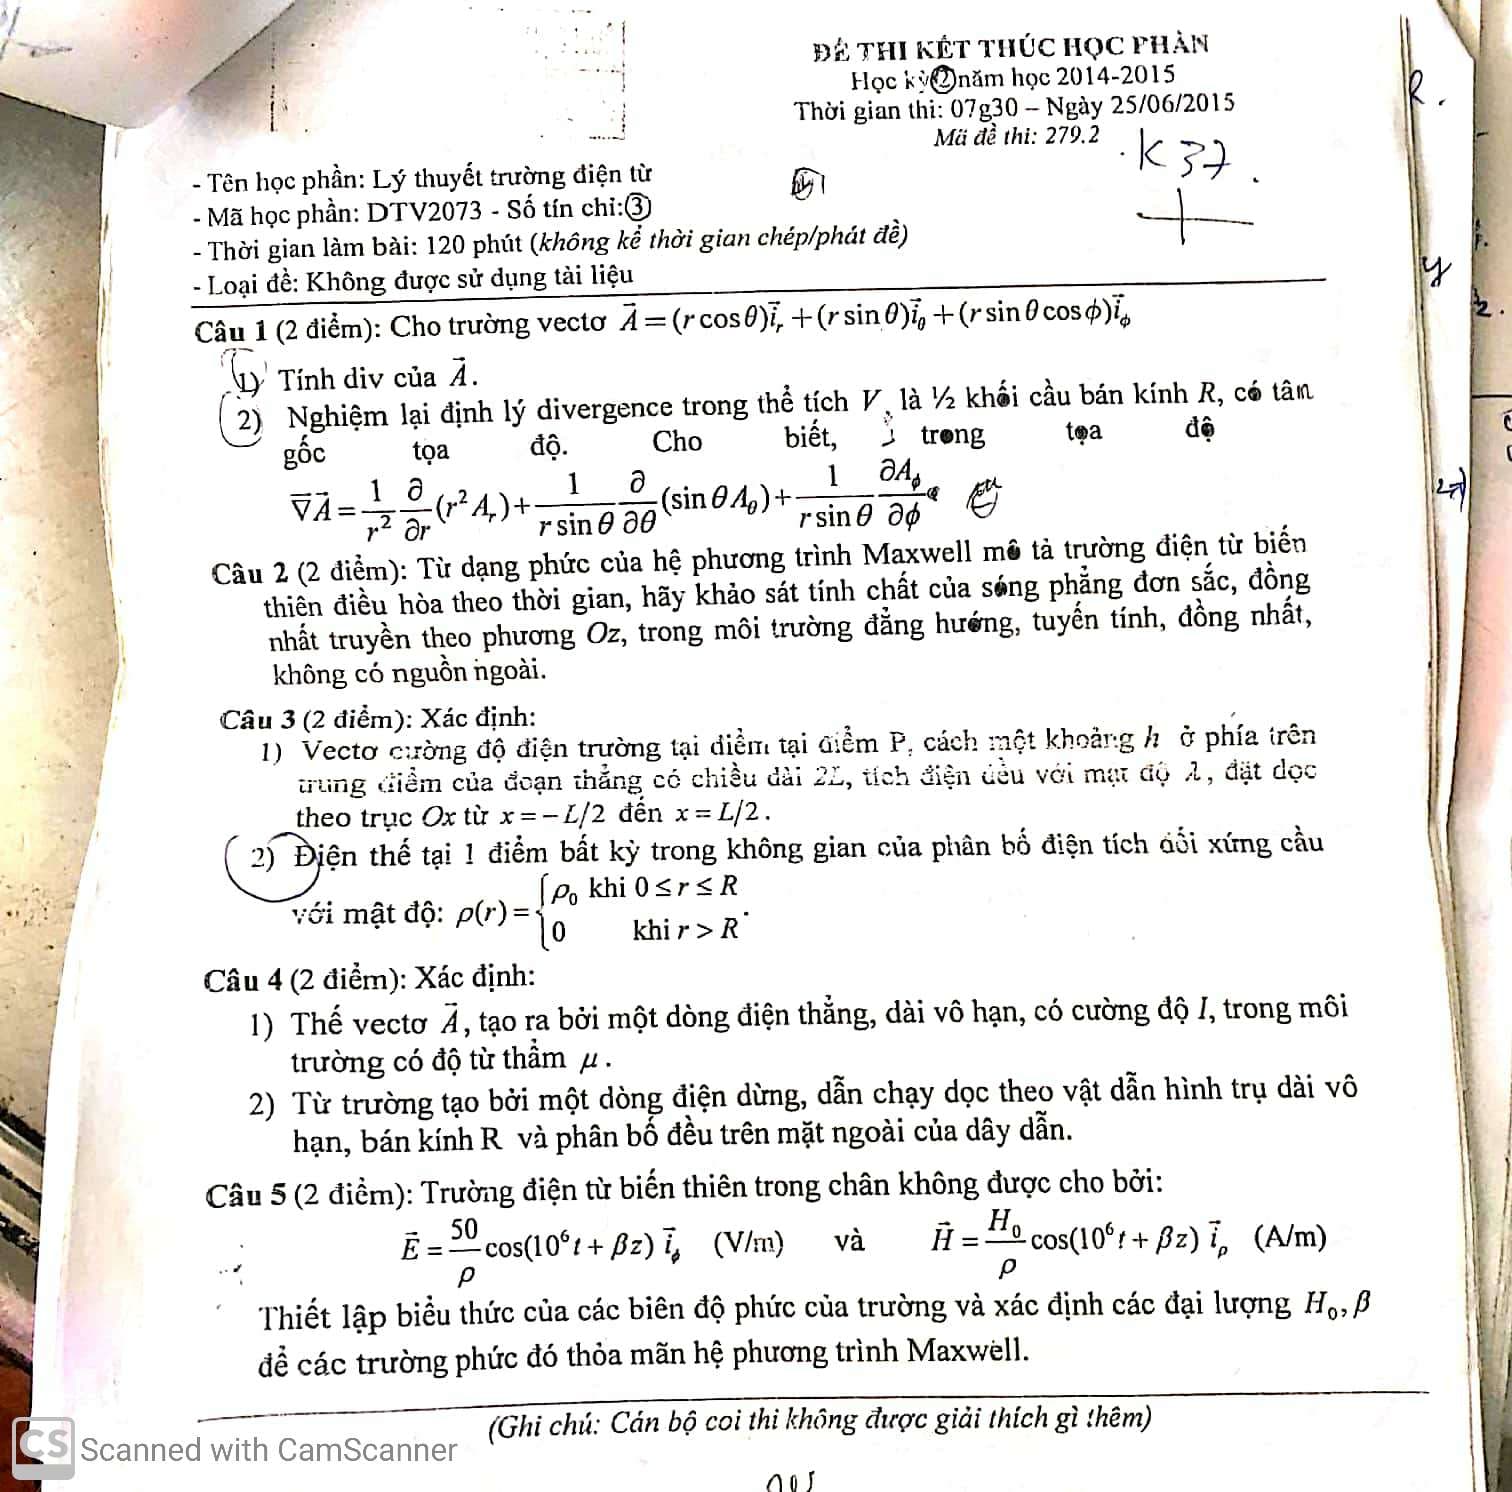 ĐỀ THI KẾT THÚC HỌC PHẦN
Học kỳ 2 năm học 2014-2015
Thời gian thi: 07g30 – Ngày 25/06/2015
Mã đề thi: 279.2
K37
- Tên học phần: Lý thuyết trường điện từ
- Mã học phần: DTV2073 - Số tín chỉ: 3
- Thời gian làm bài: 120 phút (không kể thời gian chép/phát đề)
- Loại đề: Không được sử dụng tài liệu
Câu 1 (2 điểm): Cho trường vectơ $\vec{A} = (r\cos\theta)\vec{i}_r + (r\sin\theta)\vec{i}_\theta + (r\sin\theta\cos\phi)\vec{i}_\phi$
1) Tính div của $\vec{A}$.
2) Nghiệm lại định lý divergence trong thể tích V, là ½ khối cầu bán kính R, có tâm
gốc tọa độ. Cho biết, trong tọa độ
$\nabla\vec{A} = \frac{1}{r^2}\frac{\partial}{\partial r}(r^2 A_r) + \frac{1}{r\sin\theta}\frac{\partial}{\partial\theta}(\sin\theta A_\theta) + \frac{1}{r\sin\theta}\frac{\partial A_\phi}{\partial\phi}$
Câu 2 (2 điểm): Từ dạng phức của hệ phương trình Maxwell mô tả trường điện từ biến
thiên điều hòa theo thời gian, hãy khảo sát tính chất của sóng phẳng đơn sắc, đồng
nhất truyền theo phương Oz, trong môi trường đẳng hướng, tuyến tính, đồng nhất,
không có nguồn ngoài.
Câu 3 (2 điểm): Xác định:
1) Vectơ cường độ điện trường tại điểm tại điểm P, cách một khoảng h ở phía trên
trung điểm của đoạn thẳng có chiều dài 2L, tích điện đều với mật độ λ, đặt dọc
theo trục Ox từ x = – L/2 đến x = L/2.
2) Điện thế tại 1 điểm bất kỳ trong không gian của phân bố điện tích đối xứng cầu
với mật độ: $\rho(r) = \begin{cases} \rho_0 & \text{khi } 0 \le r \le R \\ 0 & \text{khi } r > R \end{cases}$.
Câu 4 (2 điểm): Xác định:
1) Thế vectơ $\vec{A}$, tạo ra bởi một dòng điện thẳng, dài vô hạn, có cường độ I, trong môi
trường có độ từ thẩm μ.
2) Từ trường tạo bởi một dòng điện dừng, dẫn chạy dọc theo vật dẫn hình trụ dài vô
hạn, bán kính R và phân bố đều trên mặt ngoài của dây dẫn.
Câu 5 (2 điểm): Trường điện từ biến thiên trong chân không được cho bởi:
$\vec{E} = \frac{50}{\rho}\cos(10^6 t + \beta z)\,\vec{i}_\phi$ (V/m) và $\vec{H} = \frac{H_0}{\rho}\cos(10^6 t + \beta z)\,\vec{i}_\rho$ (A/m)
Thiết lập biểu thức của các biên độ phức của trường và xác định các đại lượng $H_0, \beta$
để các trường phức đó thỏa mãn hệ phương trình Maxwell.
(Ghi chú: Cán bộ coi thi không được giải thích gì thêm)
CS Scanned with CamScanner